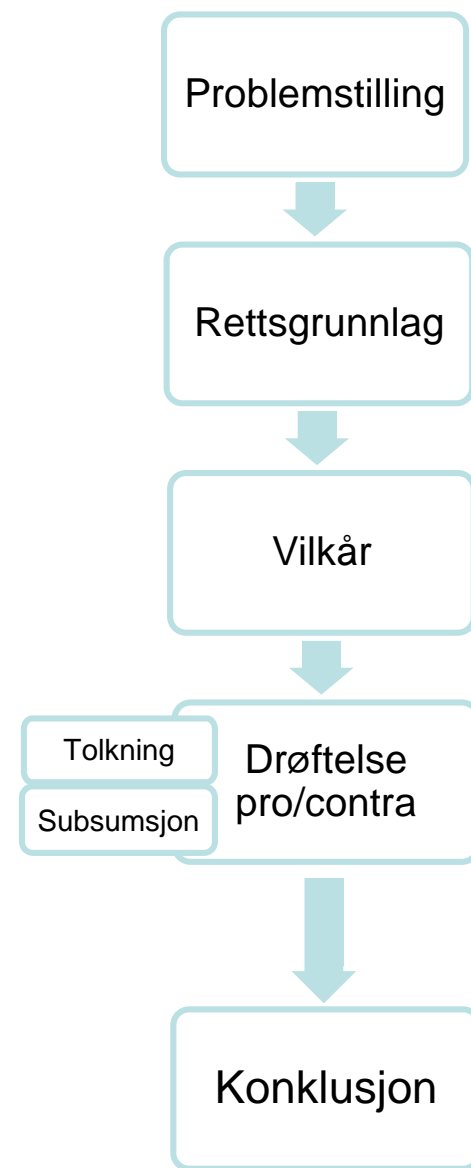 Problemstilling
Rettsgrunnlag
Vilkår
Tolkning
Subsumsjon
Drøftelse
pro/contra
Konklusjon